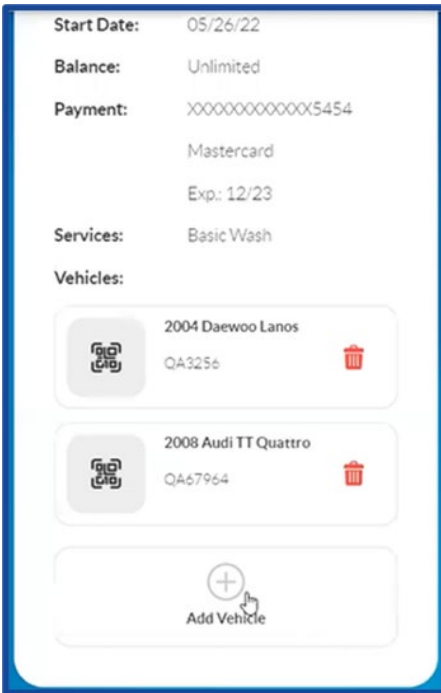 Start Date: 05/26/22
Balance: Unlimited
Payment: XXXXXXXXXXXX5454
Mastercard
Exp.: 12/23
Services: Basic Wash
Vehicles:
2004 Daewoo Lanos
QA3256
2008 Audi TT Quattro
QA67964
Add Vehicle